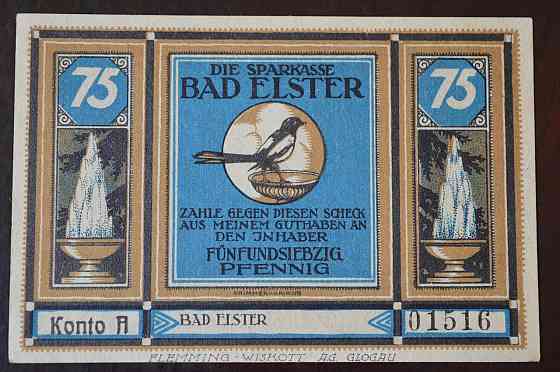 75
DIE SPARKASSE
BAD ELSTER
75
ZAHLE GEGEN DIESEN SCHECK
AUS MEINEM GUTHABEN AN
DEN INHABER
FÜNFUNDSIEBZIG
PFENNIG
Konto A
BAD ELSTER
01516
FLEMMING-WISKOTT AG. GLOGAU